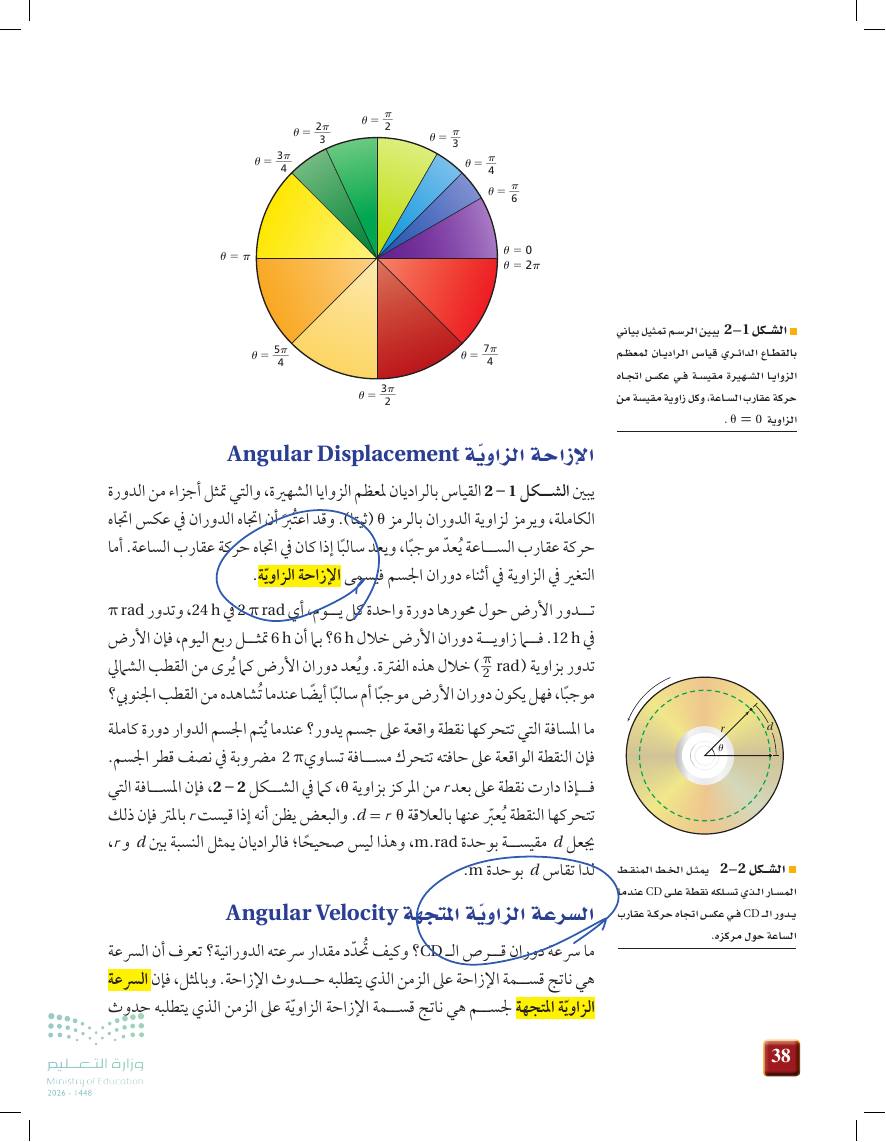 θ = π/2
θ = π/3
θ = π/4
θ = π/6
θ = 0
θ = 2π
θ = 7π/4
θ = 3π/2
θ = 5π/4
θ = π
θ = 3π/4
θ = 2π/3
الشكل 1–2 يبين الرسم تمثيل بياني
بالقطاع الدائري قياس الراديان لمعظم
الزوايا الشهيرة مقيسة في عكس اتجاه
حركة عقارب الساعة، وكل زاوية مقيسة من
الزاوية θ = 0 .
الإزاحة الزاويّة Angular Displacement
يبين الشكل 1 – 2 القياس بالراديان لمعظم الزوايا الشهيرة، والتي تمثل أجزاء من الدورة
الكاملة، ويرمز لزاوية الدوران بالرمز θ (ثيتا). وقد اعتُبرَ أن اتجاه الدوران في عكس اتجاه
حركة عقارب الساعة يُعدّ موجبًا، ويعد سالبًا إذا كان في اتجاه حركة عقارب الساعة. أما
التغير في الزاوية في أثناء دوران الجسم فيسمى الإزاحة الزاويّة.
تدور الأرض حول محورها دورة واحدة كل يوم، أي 2 π rad في 24 h، وتدور π rad
في 12 h. فما زاوية دوران الأرض خلال 6 h؟ بما أن 6 h تمثل ربع اليوم، فإن الأرض
تدور بزاوية (π/2 rad) خلال هذه الفترة. ويُعد دوران الأرض كما يُرى من القطب الشمالي
موجبًا، فهل يكون دوران الأرض موجبًا أم سالبًا أيضًا عندما تُشاهده من القطب الجنوبي؟
ما المسافة التي تتحركها نقطة واقعة على جسم يدور؟ عندما يُتم الجسم الدوار دورة كاملة
فإن النقطة الواقعة على حافته تتحرك مسافة تساوي 2 π مضروبة في نصف قطر الجسم.
فإذا دارت نقطة على بعد r من المركز بزاوية θ، كما في الشكل 2 – 2، فإن المسافة التي
تتحركها النقطة يُعبّر عنها بالعلاقة d = r θ. والبعض يظن أنه إذا قيست r بالمتر فإن ذلك
يجعل d مقيسة بوحدة m.rad، وهذا ليس صحيحًا؛ فالراديان يمثل النسبة بين d و r،
لذا تقاس d بوحدة m.
r
d
θ
الشكل 2–2 يمثل الخط المنقط
المسار الذي تسلكه نقطة على CD عندما
يدور الـ CD في عكس اتجاه حركة عقارب
الساعة حول مركزه.
السرعة الزاويّة المتجهة Angular Velocity
ما سرعة دوران قرص الـ CD؟ وكيف تُحدّد مقدار سرعته الدورانية؟ تعرف أن السرعة
هي ناتج قسمة الإزاحة على الزمن الذي يتطلبه حدوث الإزاحة. وبالمثل، فإن السرعة
الزاويّة المتجهة لجسم هي ناتج قسمة الإزاحة الزاويّة على الزمن الذي يتطلبه حدوث
38
وزارة التعليم
Ministry of Education
2026 - 1448